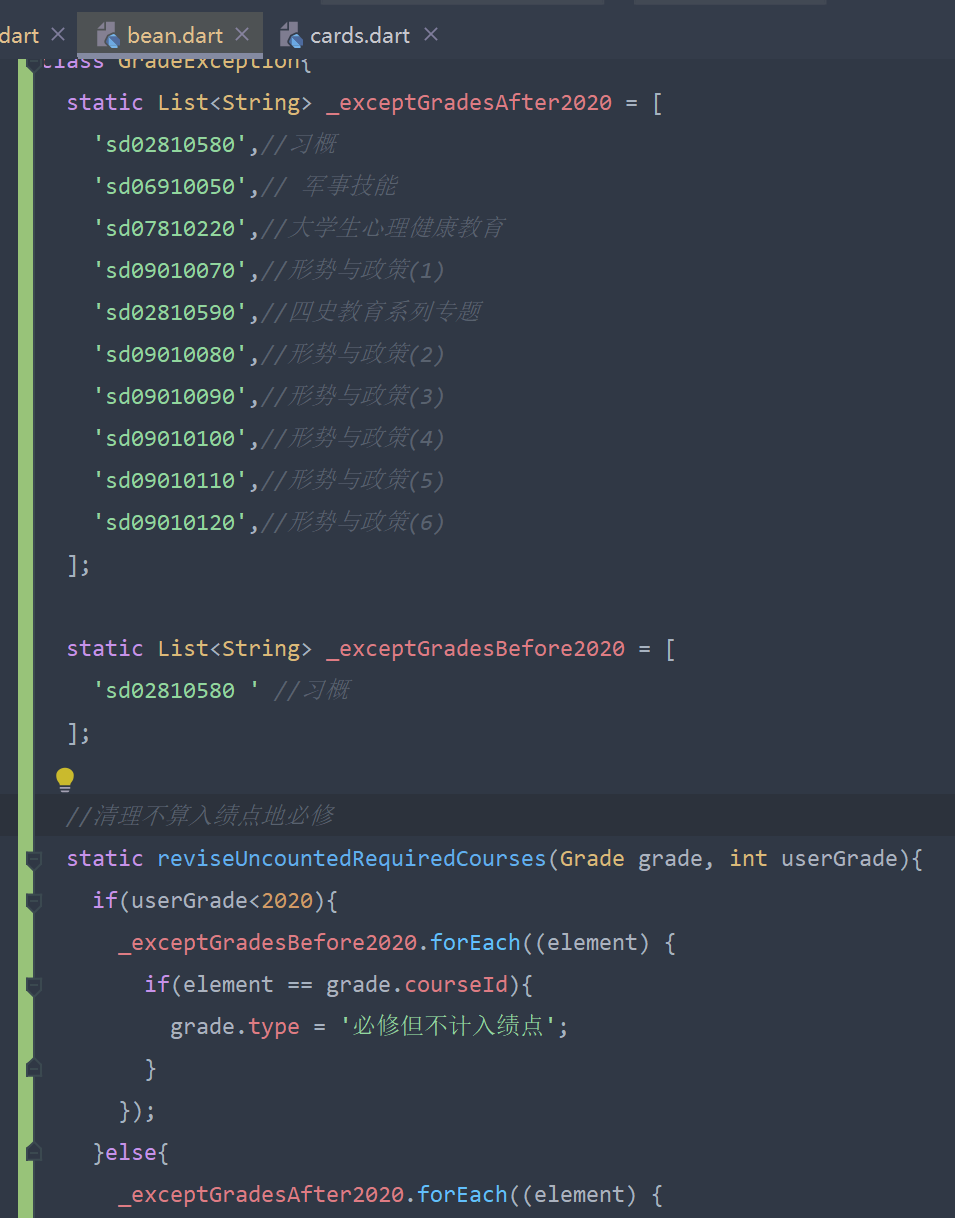 dart × bean.dart × cards.dart ×
class GradeException{
static List<String> _exceptGradesAfter2020 = [
'sd02810580',//习概
'sd06910050',// 军事技能
'sd07810220',//大学生心理健康教育
'sd09010070',//形势与政策(1)
'sd02810590',//四史教育系列专题
'sd09010080',//形势与政策(2)
'sd09010090',//形势与政策(3)
'sd09010100',//形势与政策(4)
'sd09010110',//形势与政策(5)
'sd09010120',//形势与政策(6)
];
static List<String> _exceptGradesBefore2020 = [
'sd02810580 ' //习概
];
//清理不算入绩点地必修
static reviseUncountedRequiredCourses(Grade grade, int userGrade){
if(userGrade<2020){
_exceptGradesBefore2020.forEach((element) {
if(element == grade.courseId){
grade.type = '必修但不计入绩点';
}
});
}else{
_exceptGradesAfter2020.forEach((element) {